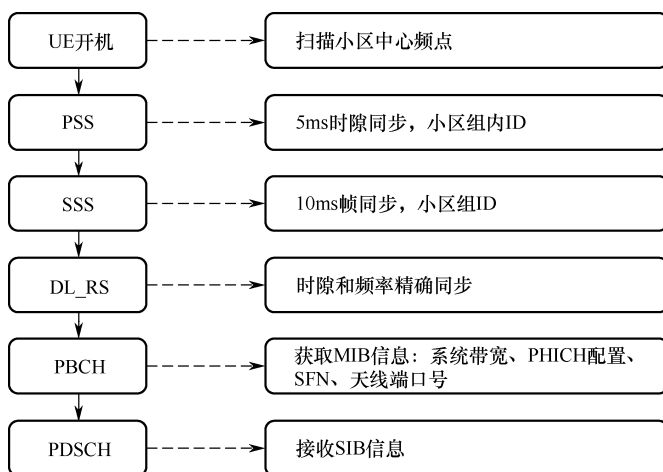 UE开机
扫描小区中心频点
PSS
5ms时隙同步，小区组内ID
SSS
10ms帧同步，小区组ID
DL_RS
时隙和频率精确同步
PBCH
获取MIB信息：系统带宽、PHICH配置、
SFN、天线端口号
PDSCH
接收SIB信息